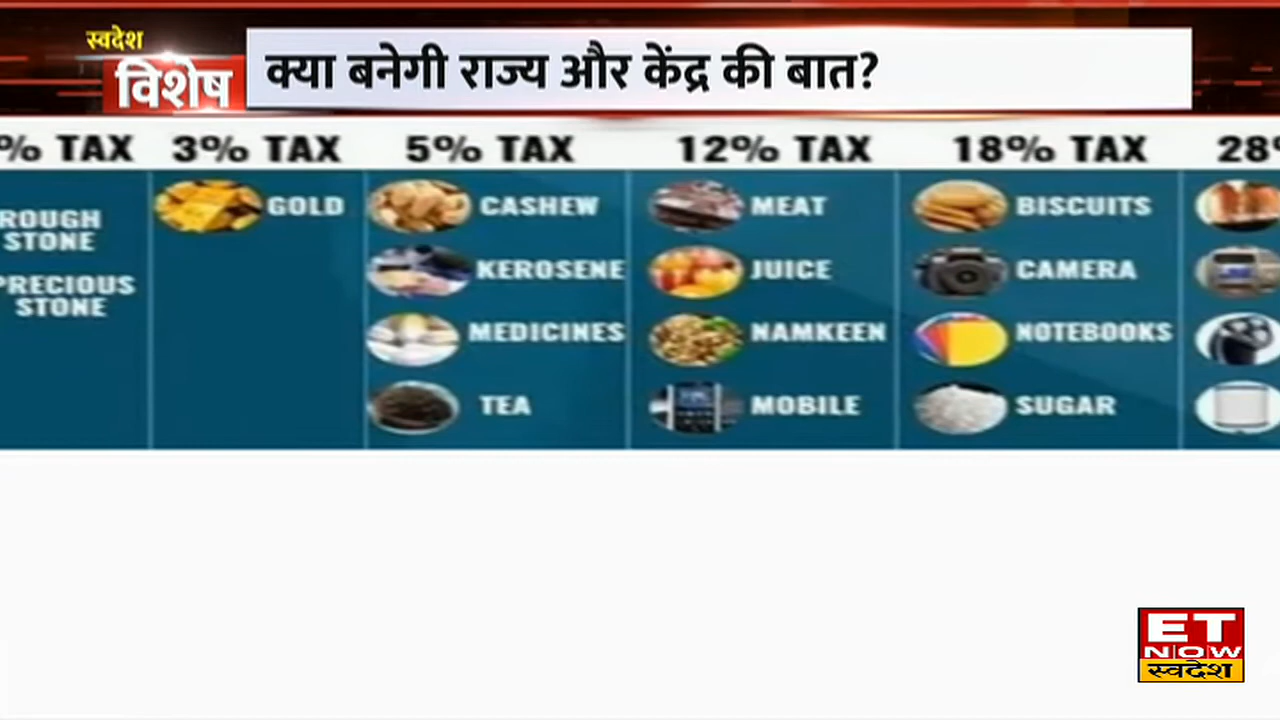 स्वदेश
विशेष
क्या बनेगी राज्य और केंद्र की बात?
% TAX
3% TAX
5% TAX
12% TAX
18% TAX
28
ROUGH
STONE
PRECIOUS
STONE
GOLD
CASHEW
KEROSENE
MEDICINES
TEA
MEAT
JUICE
NAMKEEN
MOBILE
BISCUITS
CAMERA
NOTEBOOKS
SUGAR
ET
NOW
स्वदेश